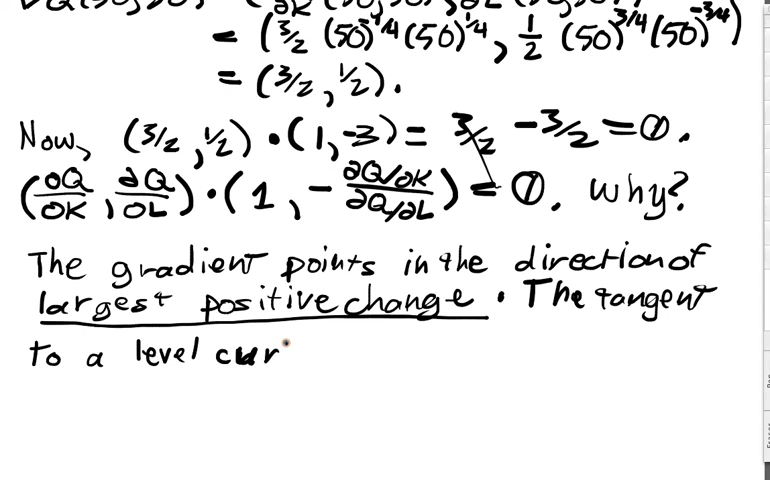 = (3/2 (50)^-1/4 (50)^1/4, 1/2 (50)^3/4 (50)^-3/4)
= (3/2, 1/2).
Now, (3/2, 1/2) • (1, -3) = 3/2 - 3/2 = 0.
(∂Q/∂K, ∂Q/∂L) • (1, - ∂Q/∂K / ∂Q/∂L) = 0. Why?
The gradient points in the direction of
largest positive change. The tangent
to a level cur